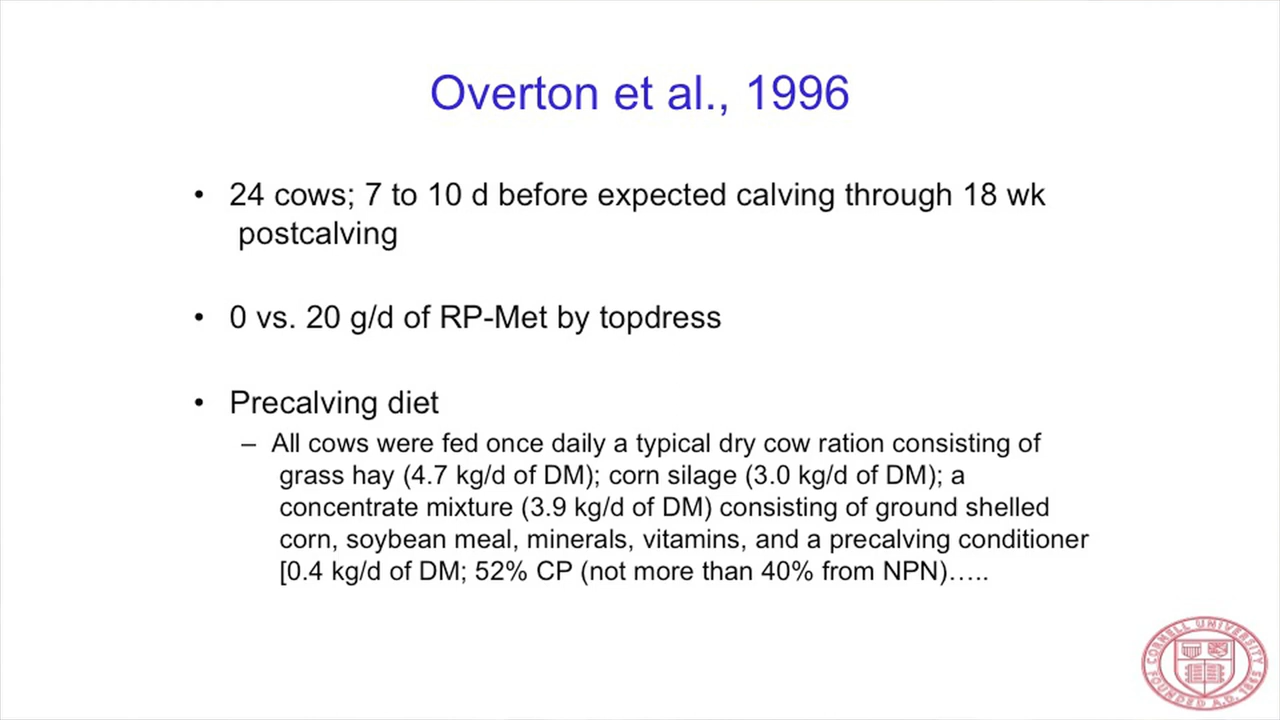 Overton et al., 1996
• 24 cows; 7 to 10 d before expected calving through 18 wk
postcalving
• 0 vs. 20 g/d of RP-Met by topdress
• Precalving diet
– All cows were fed once daily a typical dry cow ration consisting of
grass hay (4.7 kg/d of DM); corn silage (3.0 kg/d of DM); a
concentrate mixture (3.9 kg/d of DM) consisting of ground shelled
corn, soybean meal, minerals, vitamins, and a precalving conditioner
[0.4 kg/d of DM; 52% CP (not more than 40% from NPN)…..
CORNELL UNIVERSITY
FOUNDED A.D. 1865